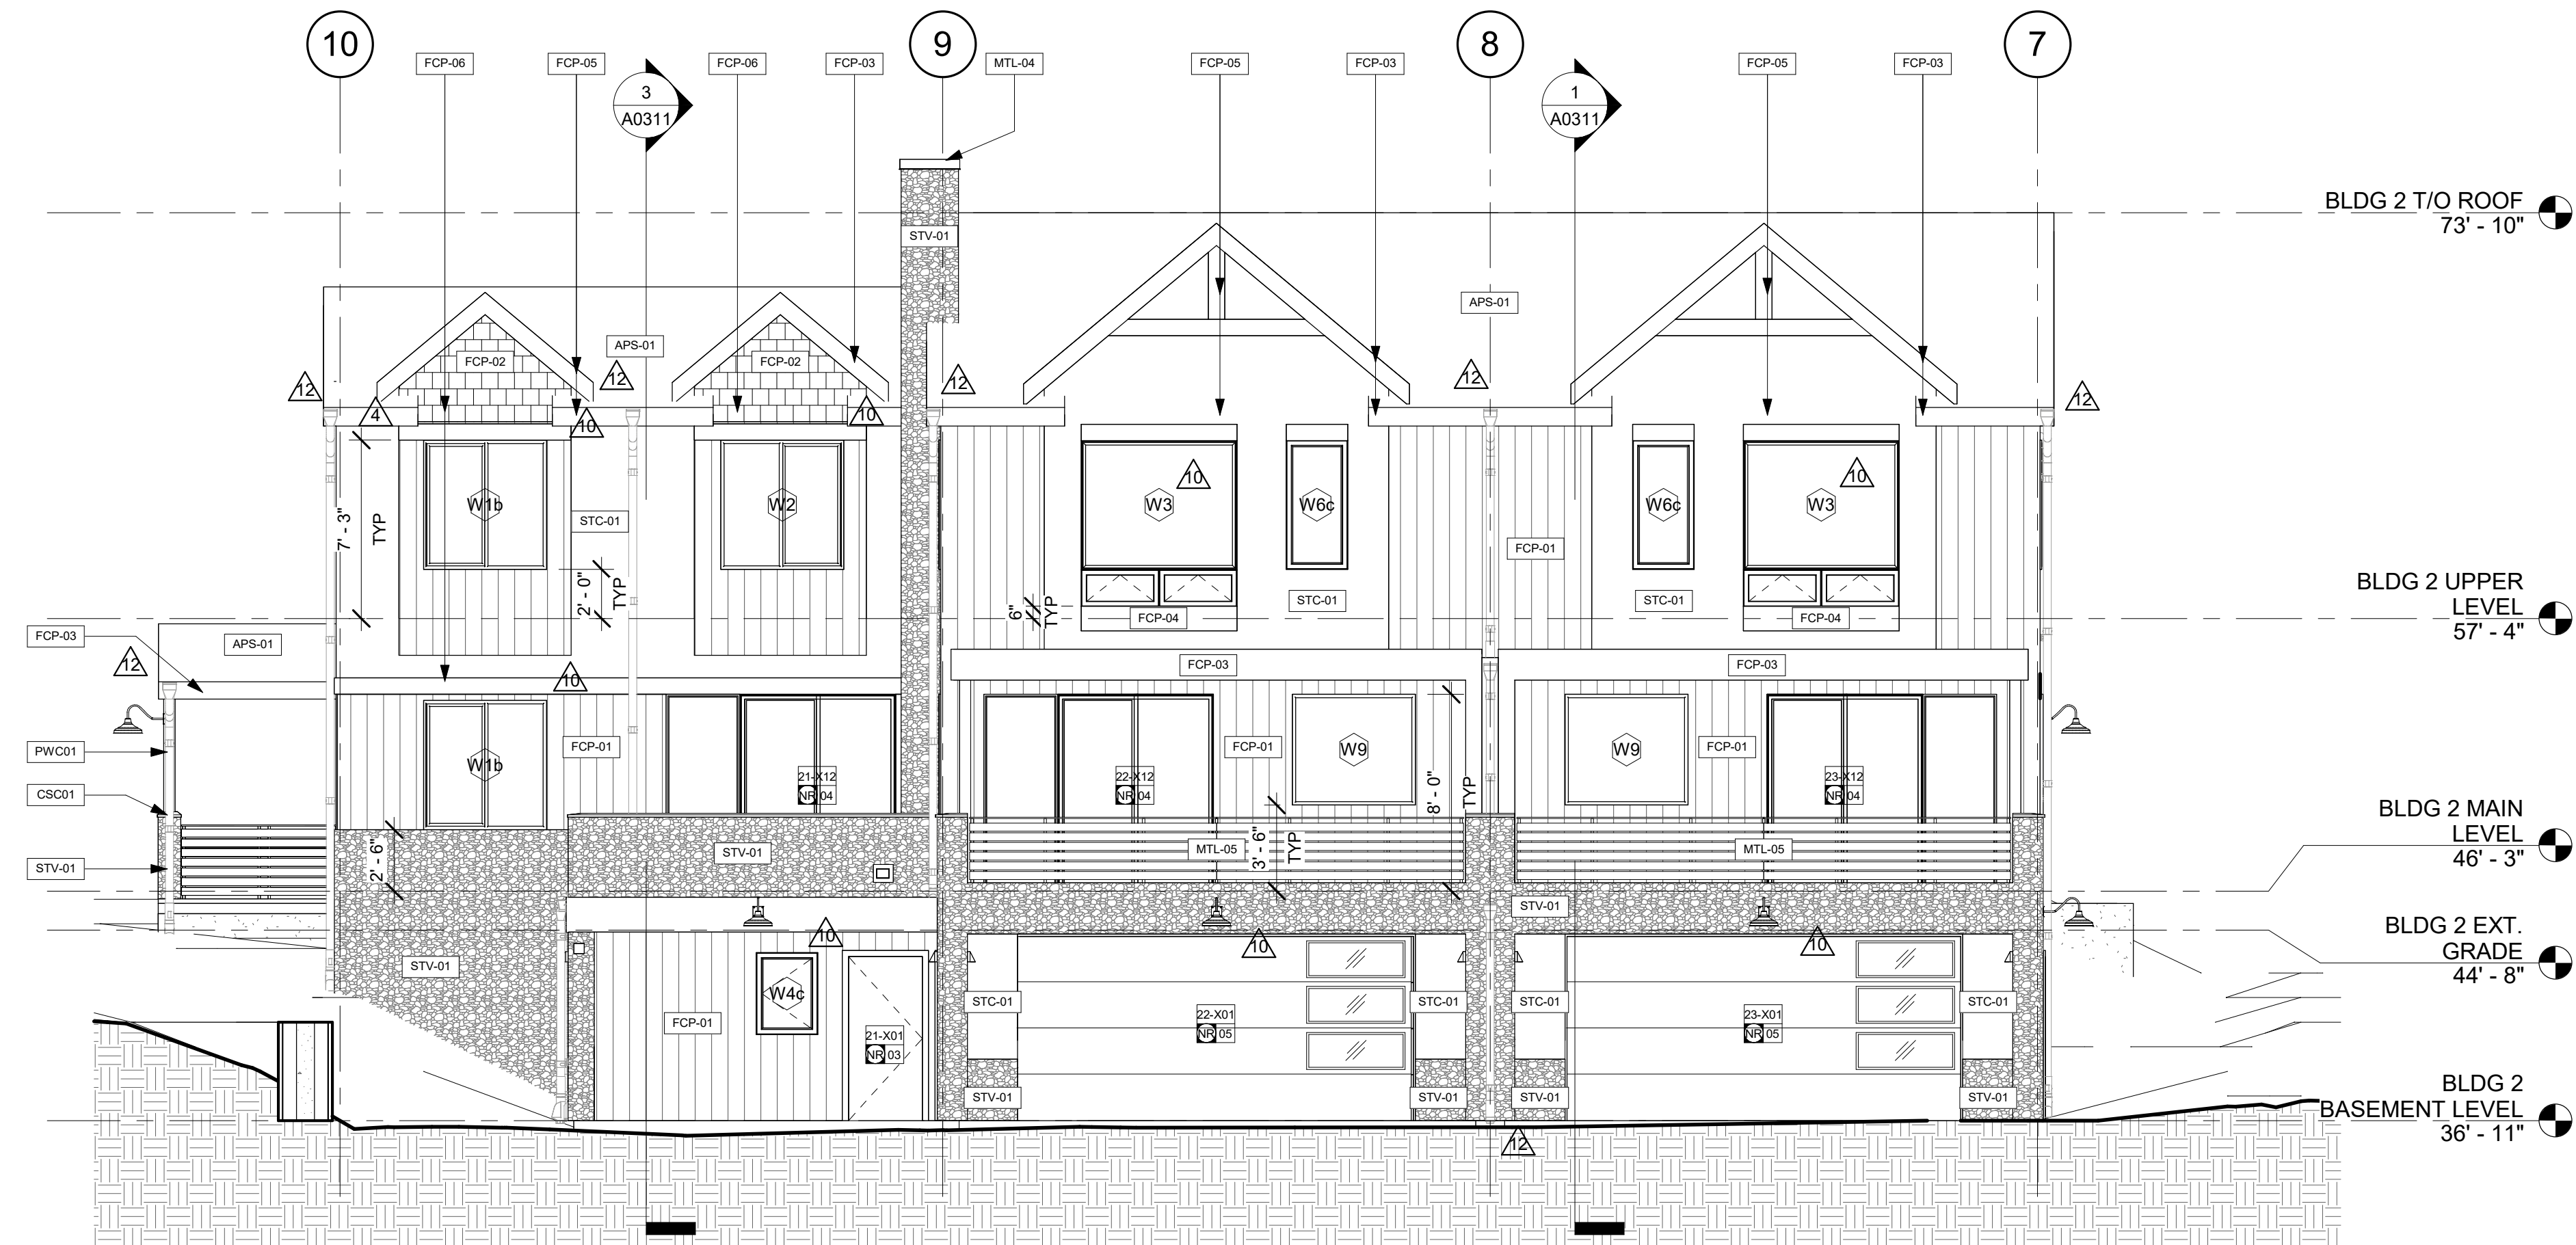 10
9
8
7
FCP-06
FCP-05
FCP-06
FCP-03
MTL-04
FCP-05
FCP-03
FCP-05
FCP-03
3
A0311
1
A0311
BLDG 2 T/O ROOF
73' - 10"
STV-01
APS-01
APS-01
FCP-02
FCP-02
12
12
12
12
12
4
10
10
10
10
W1b
W2
W3
W6c
W6c
W3
7' - 3"
TYP
STC-01
FCP-01
2' - 0"
TYP
6"
TYP
STC-01
STC-01
FCP-04
FCP-04
BLDG 2 UPPER
LEVEL
57' - 4"
FCP-03
APS-01
12
FCP-03
FCP-03
10
PWC01
FCP-01
FCP-01
FCP-01
W1b
W9
W9
21-X12
NR 04
22-X12
NR 04
23-X12
NR 04
8' - 0"
TYP
CSC01
BLDG 2 MAIN
LEVEL
46' - 3"
2' - 6"
STV-01
MTL-05
3' - 6"
TYP
MTL-05
STV-01
STV-01
10
10
10
BLDG 2 EXT.
GRADE
44' - 8"
STV-01
W4c
STC-01
STC-01
STC-01
STC-01
FCP-01
21-X01
NR 03
22-X01
NR 05
23-X01
NR 05
STV-01
STV-01
STV-01
STV-01
BLDG 2
BASEMENT LEVEL
36' - 11"
12